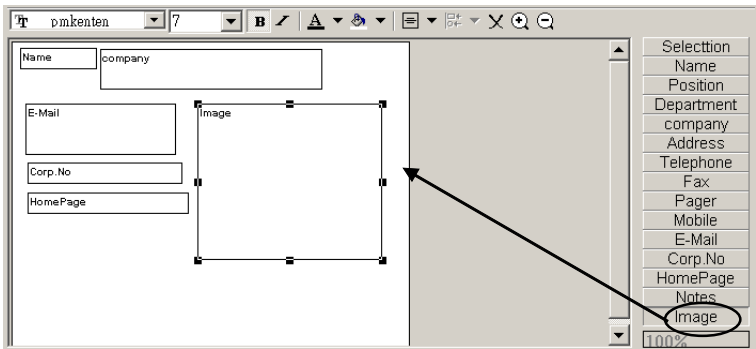 pmkenten 7 B A
Name company
E-Mail Image
Corp.No
HomePage
Selecttion
Name
Position
Department
company
Address
Telephone
Fax
Pager
Mobile
E-Mail
Corp.No
HomePage
Notes
Image
100%